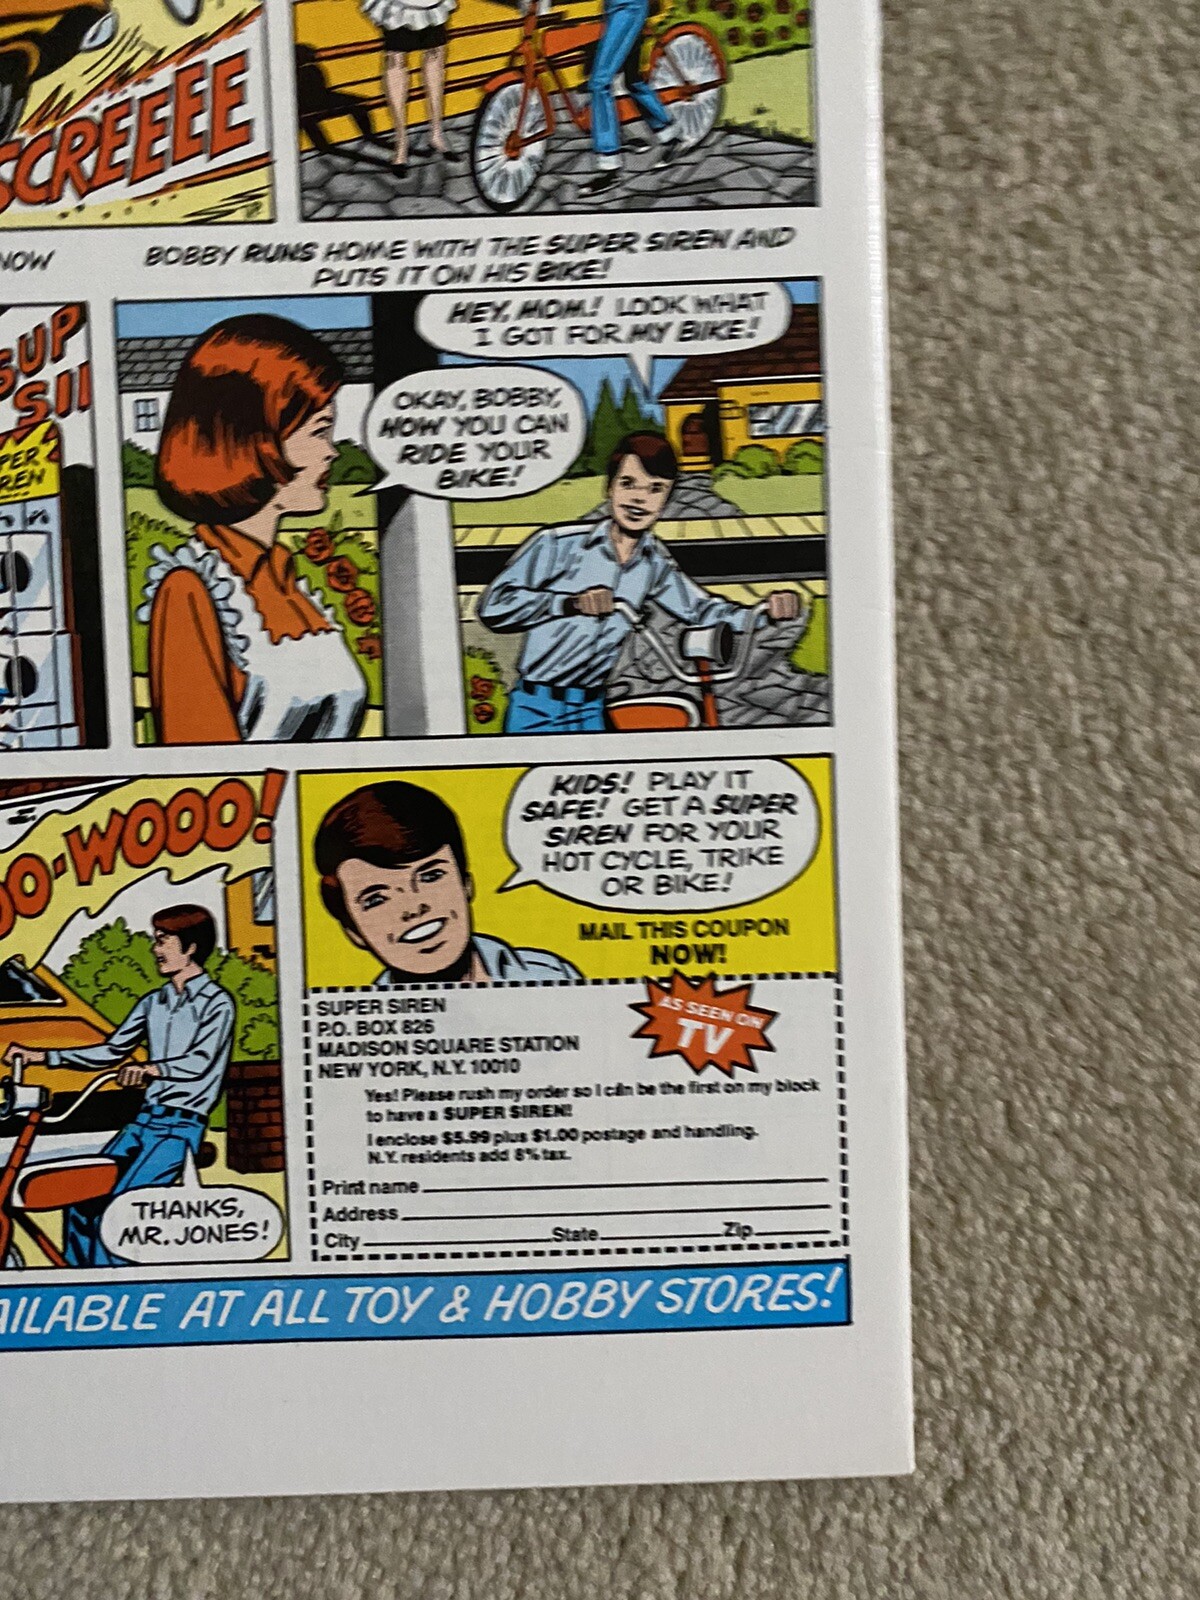 SCREEEE
NOW
BOBBY RUNS HOME WITH THE SUPER SIREN AND
PUTS IT ON HIS BIKE!
HEY, MOM! LOOK WHAT
I GOT FOR MY BIKE!
OKAY, BOBBY,
NOW YOU CAN
RIDE YOUR
BIKE!
OO-WOOO!
THANKS,
MR. JONES!
KIDS! PLAY IT
SAFE! GET A SUPER
SIREN FOR YOUR
HOT CYCLE, TRIKE
OR BIKE!
MAIL THIS COUPON
NOW!
SUPER SIREN
P.O. BOX 826
MADISON SQUARE STATION
NEW YORK, N.Y. 10010
AS SEEN ON
TV
Yes! Please rush my order so I can be the first on my block
to have a SUPER SIREN!
I enclose $5.99 plus $1.00 postage and handling.
N.Y. residents add 8% tax.
Print name
Address
City State Zip
AILABLE AT ALL TOY & HOBBY STORES!